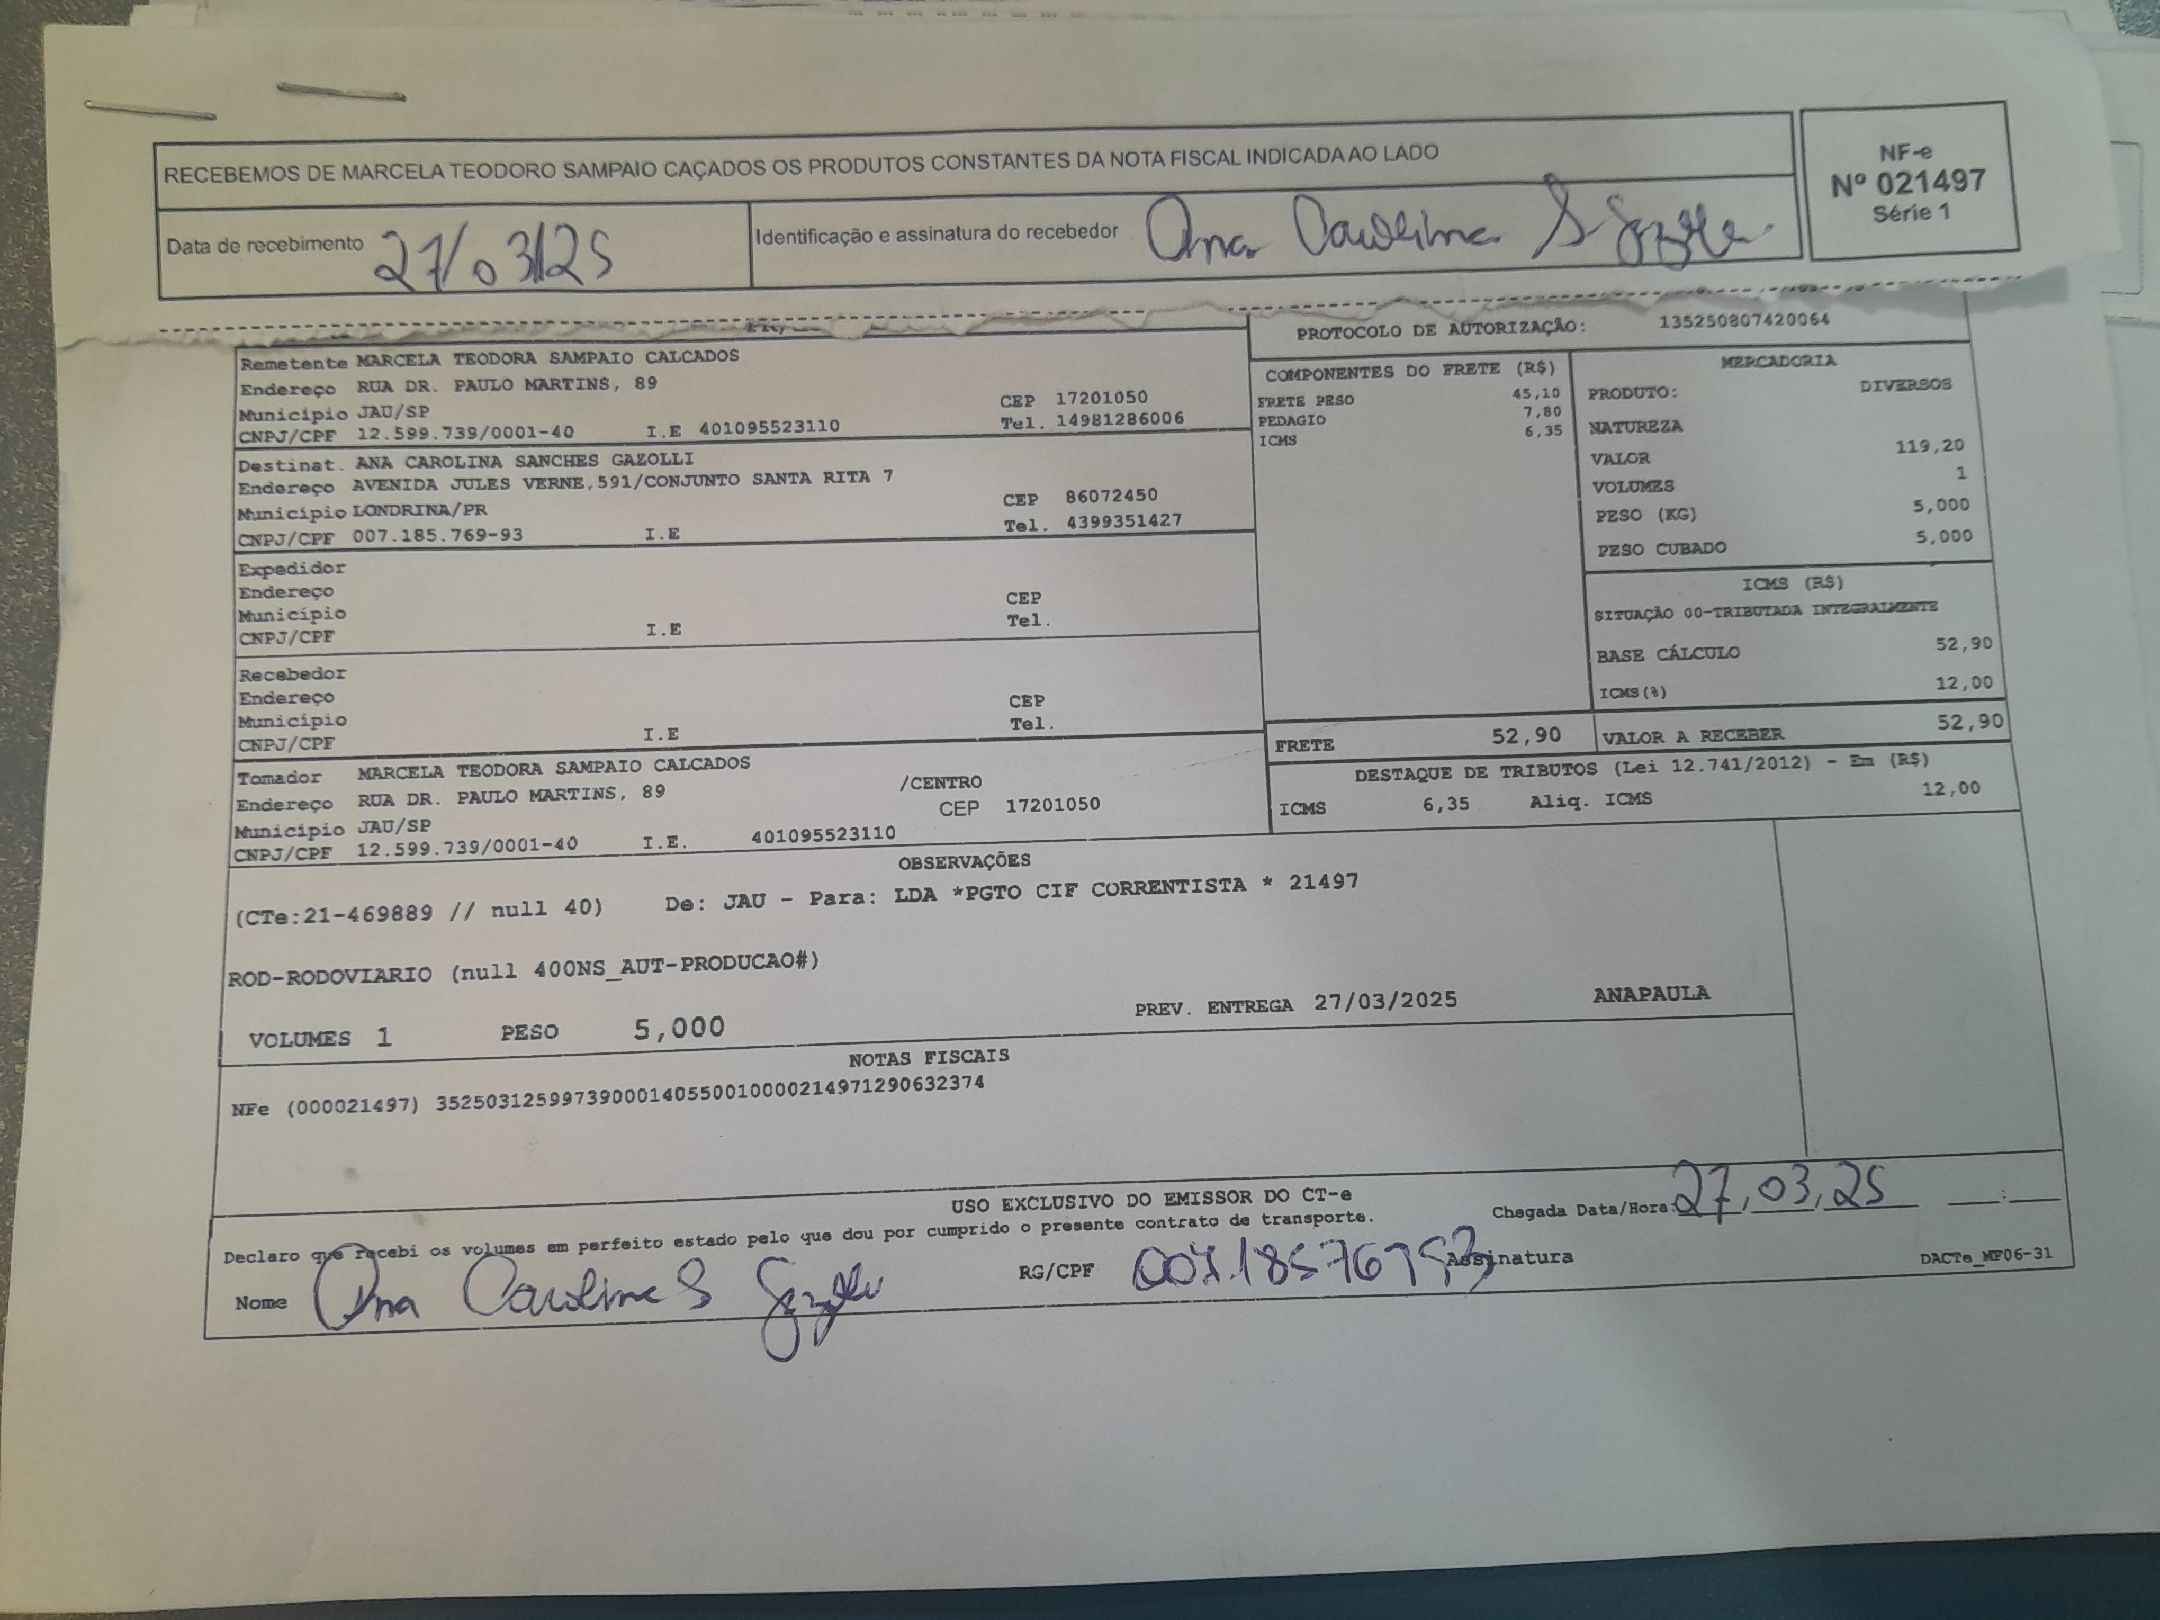 RECEBEMOS DE MARCELA TEODORO SAMPAIO CAÇADOS OS PRODUTOS CONSTANTES DA NOTA FISCAL INDICADA AO LADO
NF-e
Nº 021497
Série 1
Data de recebimento 27/03/25
Identificação e assinatura do recebedor Ana Carolina S
PROTOCOLO DE AUTORIZAÇÃO: 135250807420064
Remetente MARCELA TEODORA SAMPAIO CALCADOS
Endereço RUA DR. PAULO MARTINS, 89
Município JAU/SP CEP 17201050
CNPJ/CPF 12.599.739/0001-40 I.E 401095523110 Tel. 14981286006
Destinat. ANA CAROLINA SANCHES GAZOLLI
Endereço AVENIDA JULES VERNE,591/CONJUNTO SANTA RITA 7
Município LONDRINA/PR CEP 86072450
CNPJ/CPF 007.185.769-93 I.E Tel. 4399351427
Expedidor
Endereço
Município CEP
CNPJ/CPF I.E Tel.
Recebedor
Endereço
Município CEP
CNPJ/CPF I.E Tel.
Tomador MARCELA TEODORA SAMPAIO CALCADOS
Endereço RUA DR. PAULO MARTINS, 89 /CENTRO
Município JAU/SP CEP 17201050
CNPJ/CPF 12.599.739/0001-40 I.E. 401095523110
COMPONENTES DO FRETE (R$)
FRETE PESO 45,10
PEDAGIO 7,80
ICMS 6,35
MERCADORIA
PRODUTO: DIVERSOS
NATUREZA
VALOR 119,20
VOLUMES 1
PESO (KG) 5,000
PESO CUBADO 5,000
ICMS (R$)
SITUAÇÃO 00-TRIBUTADA INTEGRALMENTE
BASE CÁLCULO 52,90
ICMS(%) 12,00
FRETE 52,90 VALOR A RECEBER 52,90
DESTAQUE DE TRIBUTOS (Lei 12.741/2012) - Em (R$)
ICMS 6,35 Aliq. ICMS 12,00
OBSERVAÇÕES
(CTe:21-469889 // null 40) De: JAU - Para: LDA *PGTO CIF CORRENTISTA * 21497
ROD-RODOVIARIO (null 400NS_AUT-PRODUCAO#)
VOLUMES 1 PESO 5,000 PREV. ENTREGA 27/03/2025 ANAPAULA
NOTAS FISCAIS
NFe (000021497) 35250312599739000140550010000214971290632374
USO EXCLUSIVO DO EMISSOR DO CT-e
Declaro que recebi os volumes em perfeito estado pelo que dou por cumprido o presente contrato de transporte.
Chegada Data/Hora: 27,03,25 :
Nome Ana Carolina S
RG/CPF 00718576993 Assinatura
DACTe_MF06-31